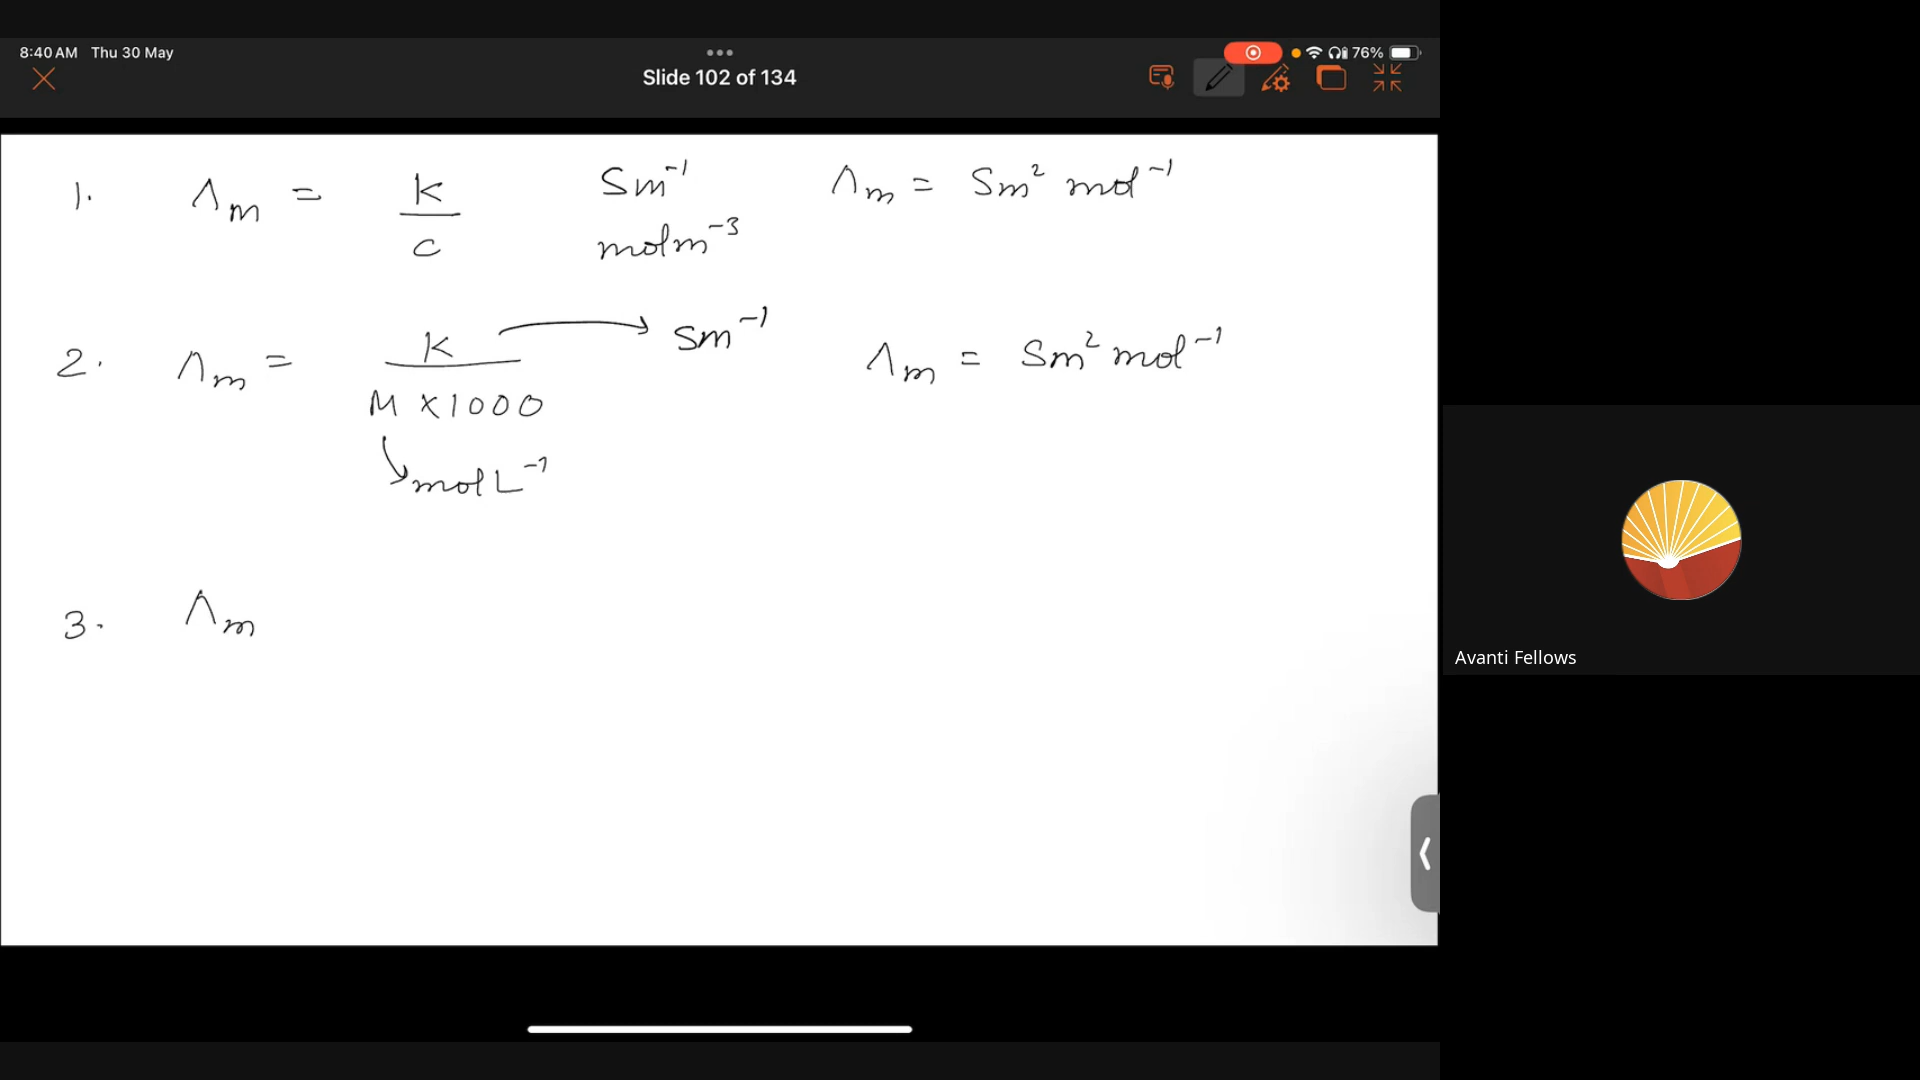 8:40 AM Thu 30 May
76%
Slide 102 of 134
1. Λm = K / C Sm⁻¹ / molm⁻³ Λm = Sm² mol⁻¹
2. Λm = K / M × 1000 → Sm⁻¹ Λm = Sm² mol⁻¹
mol L⁻¹
3. Λm
Avanti Fellows